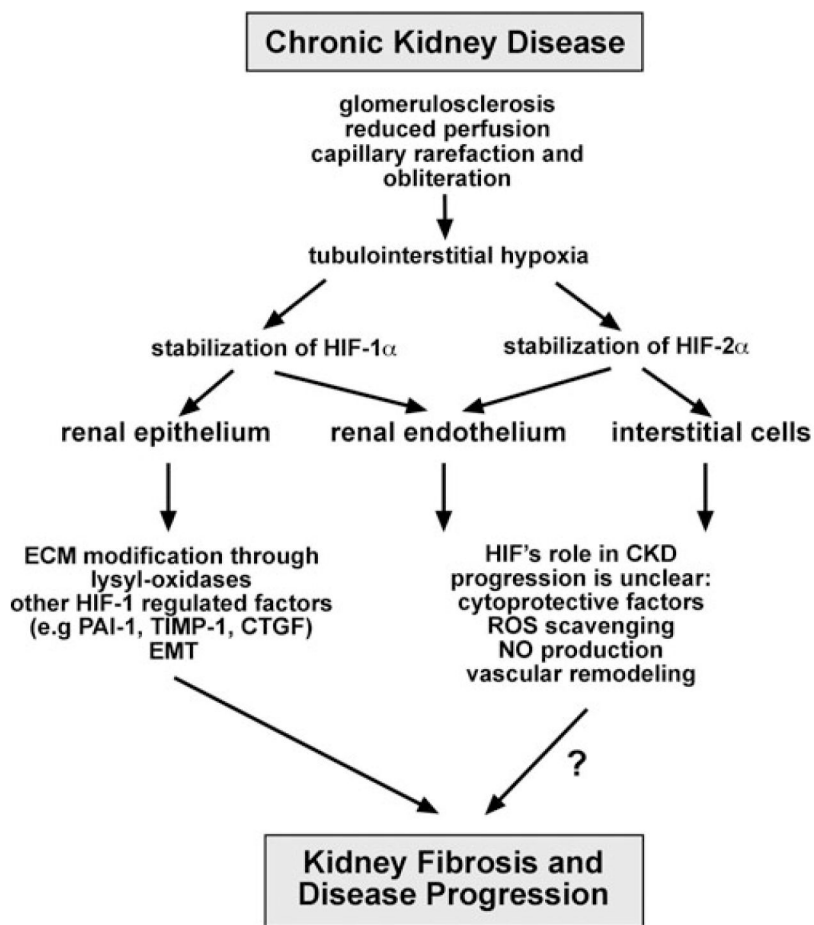 Chronic Kidney Disease
glomerulosclerosis
reduced perfusion
capillary rarefaction and
obliteration
tubulointerstitial hypoxia
stabilization of HIF-1α
stabilization of HIF-2α
renal epithelium
renal endothelium
interstitial cells
ECM modification through
lysyl-oxidases
other HIF-1 regulated factors
(e.g PAI-1, TIMP-1, CTGF)
EMT
HIF's role in CKD
progression is unclear:
cytoprotective factors
ROS scavenging
NO production
vascular remodeling
?
Kidney Fibrosis and
Disease Progression